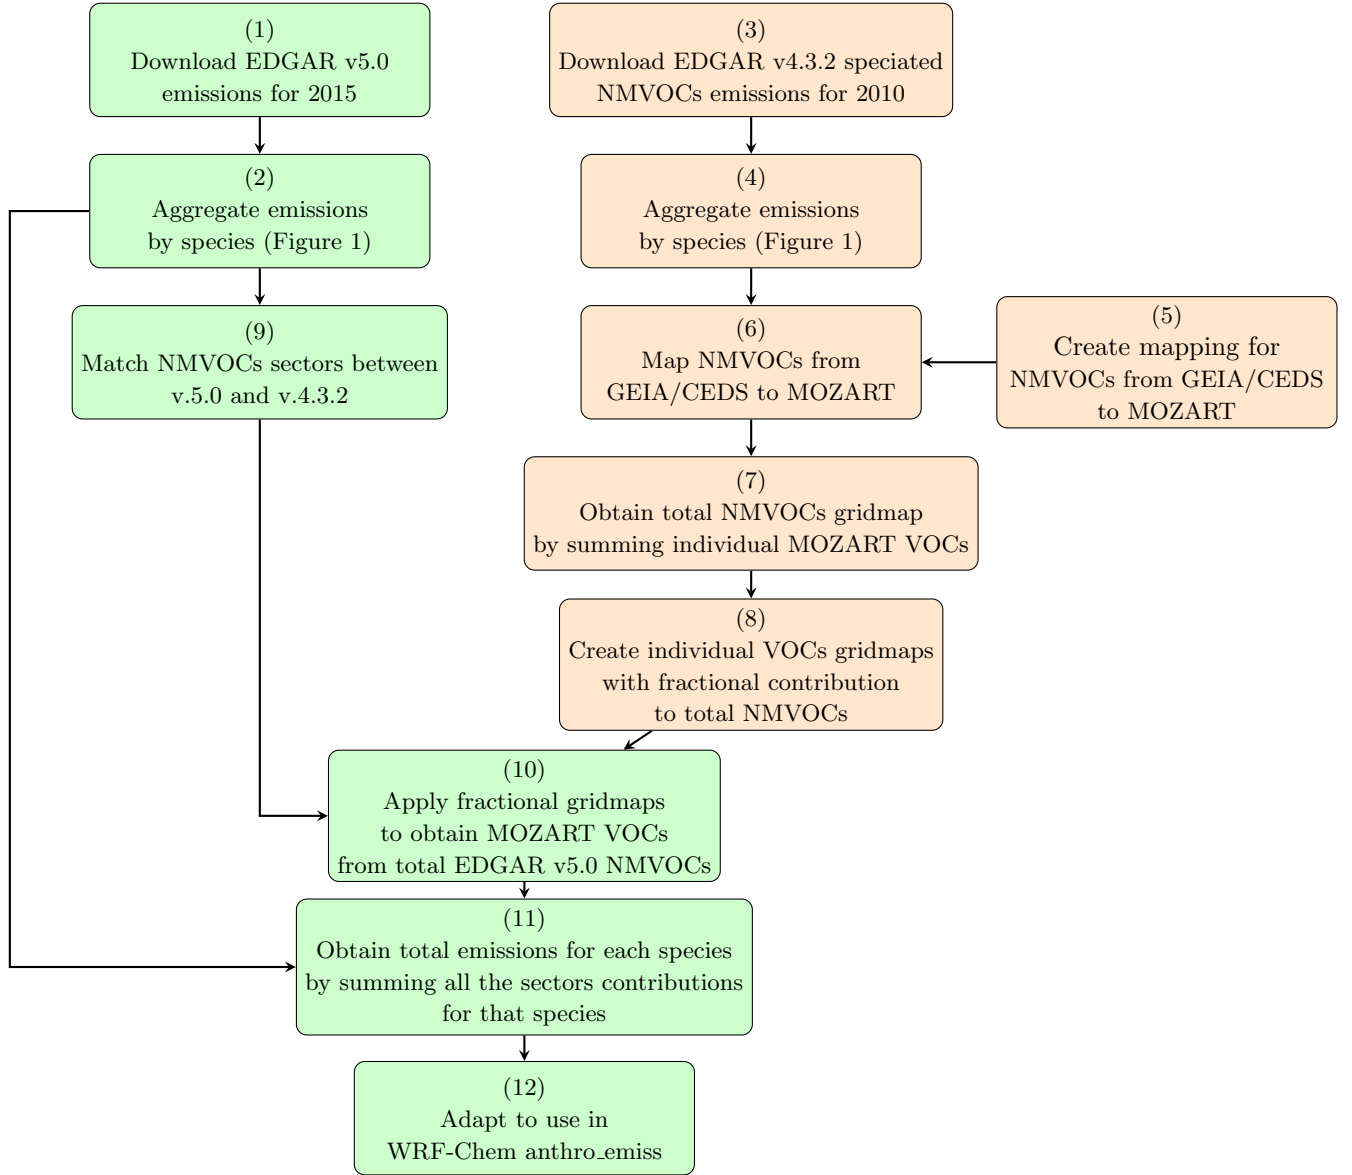 (1)
Download EDGAR v5.0
emissions for 2015
(3)
Download EDGAR v4.3.2 speciated
NMVOCs emissions for 2010
(2)
Aggregate emissions
by species (Figure 1)
(4)
Aggregate emissions
by species (Figure 1)
(9)
Match NMVOCs sectors between
v.5.0 and v.4.3.2
(6)
Map NMVOCs from
GEIA/CEDS to MOZART
(5)
Create mapping for
NMVOCs from GEIA/CEDS
to MOZART
(7)
Obtain total NMVOCs gridmap
by summing individual MOZART VOCs
(8)
Create individual VOCs gridmaps
with fractional contribution
to total NMVOCs
(10)
Apply fractional gridmaps
to obtain MOZART VOCs
from total EDGAR v5.0 NMVOCs
(11)
Obtain total emissions for each species
by summing all the sectors contributions
for that species
(12)
Adapt to use in
WRF-Chem anthro_emiss